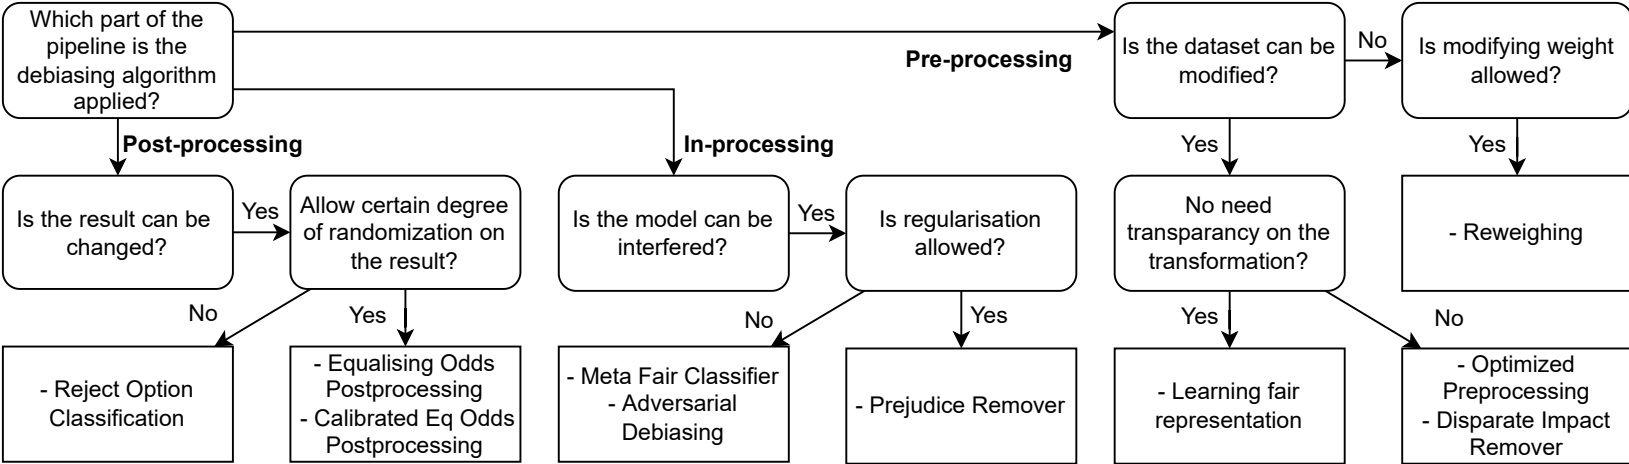 Which part of the
pipeline is the
debiasing algorithm
applied?
Pre-processing
Is the dataset can be
modified?
No
Is modifying weight
allowed?
Post-processing
In-processing
Yes
Yes
Is the result can be
changed?
Yes
Allow certain degree
of randomization on
the result?
Is the model can be
interfered?
Yes
Is regularisation
allowed?
No need
transparancy on the
transformation?
- Reweighing
No
Yes
No
Yes
Yes
No
- Reject Option
Classification
- Equalising Odds
Postprocessing
- Calibrated Eq Odds
Postprocessing
- Meta Fair Classifier
- Adversarial
Debiasing
- Prejudice Remover
- Learning fair
representation
- Optimized
Preprocessing
- Disparate Impact
Remover